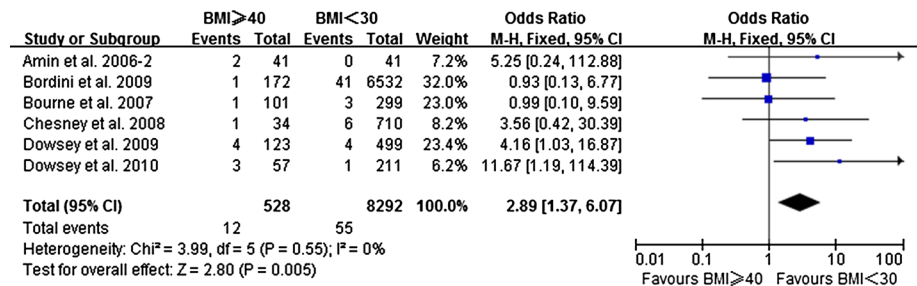 BMI⩾40 BMI<30 Odds Ratio Odds Ratio
Study or Subgroup Events Total Events Total Weight M-H, Fixed, 95% CI M-H, Fixed, 95% CI
Amin et al. 2006-2 2 41 0 41 7.2% 5.25 [0.24, 112.88]
Bordini et al. 2009 1 172 41 6532 32.0% 0.93 [0.13, 6.77]
Bourne et al. 2007 1 101 3 299 23.0% 0.99 [0.10, 9.59]
Chesney et al. 2008 1 34 6 710 8.2% 3.56 [0.42, 30.39]
Dowsey et al. 2009 4 123 4 499 23.4% 4.16 [1.03, 16.87]
Dowsey et al. 2010 3 57 1 211 6.2% 11.67 [1.19, 114.39]
Total (95% CI) 528 8292 100.0% 2.89 [1.37, 6.07]
Total events 12 55
Heterogeneity: Chi² = 3.99, df = 5 (P = 0.55); I² = 0%
Test for overall effect: Z = 2.80 (P = 0.005)
0.01 0.1 1 10 100
Favours BMI⩾40 Favours BMI<30